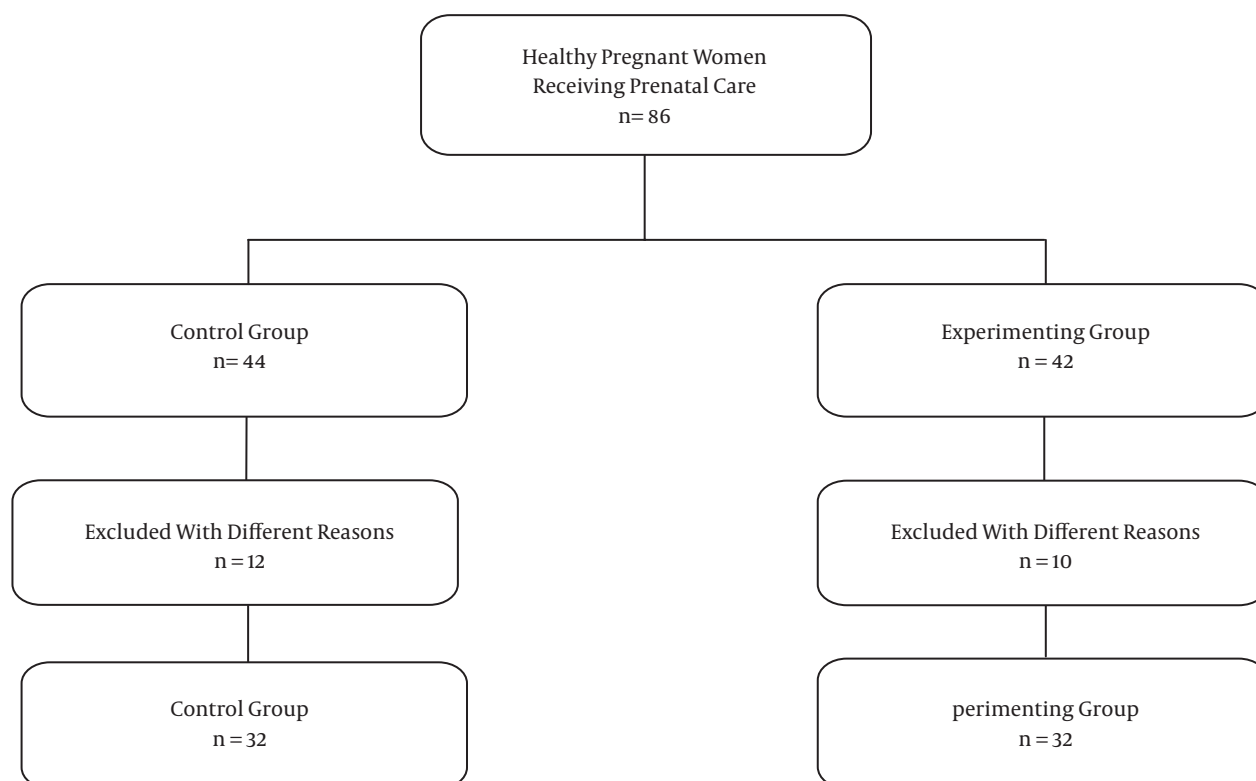 Healthy Pregnant Women
Receiving Prenatal Care
n= 86
Control Group
n= 44
Experimenting Group
n = 42
Excluded With Different Reasons
n = 12
Excluded With Different Reasons
n = 10
Control Group
n = 32
perimenting Group
n = 32